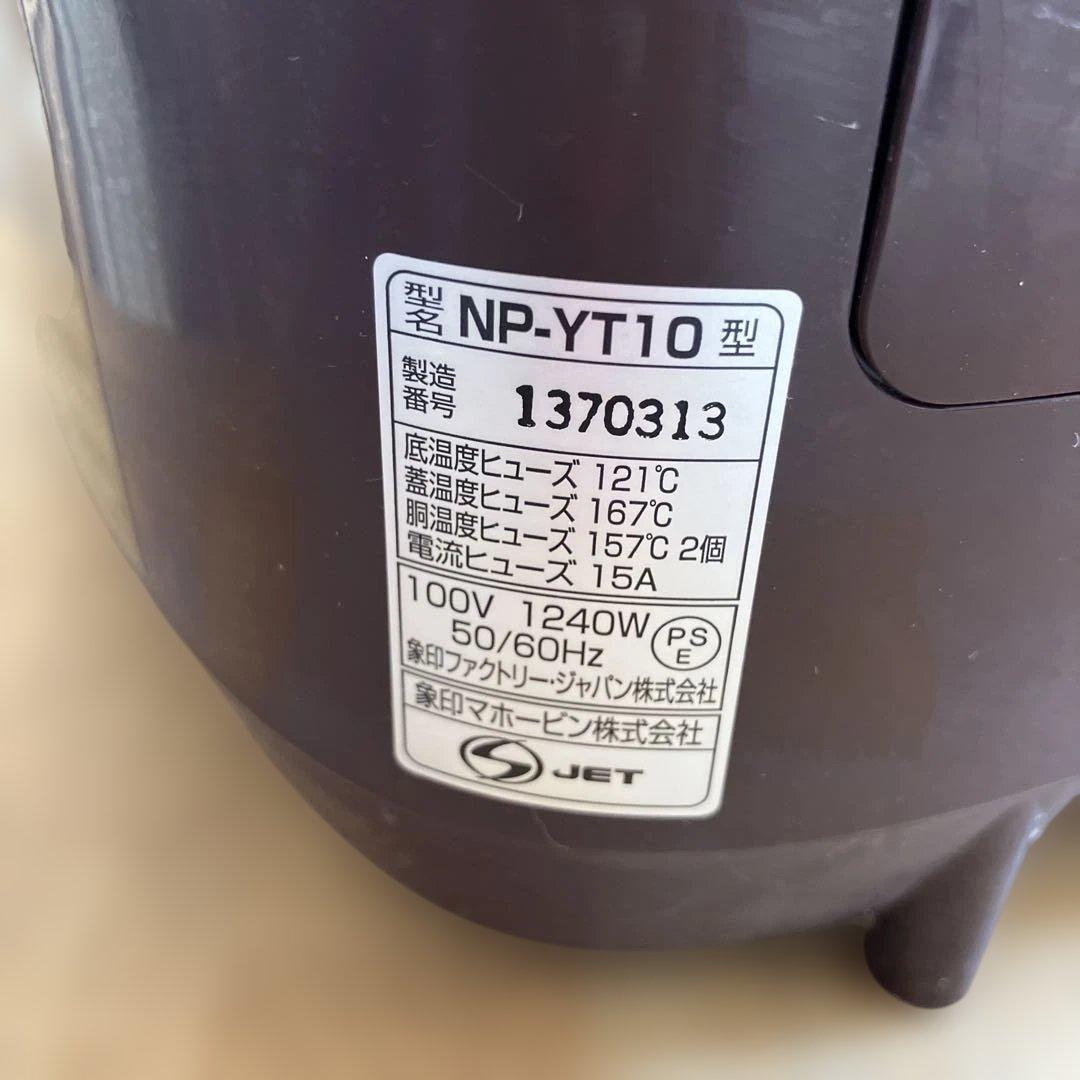 型名 NP-YT10 型
製造番号 1370313
底温度ヒューズ 121℃
蓋温度ヒューズ 167℃
胴温度ヒューズ 157℃ 2個
電流ヒューズ 15A
100V 1240W
50/60Hz
PSE
象印ファクトリー・ジャパン株式会社
象印マホービン株式会社
JET